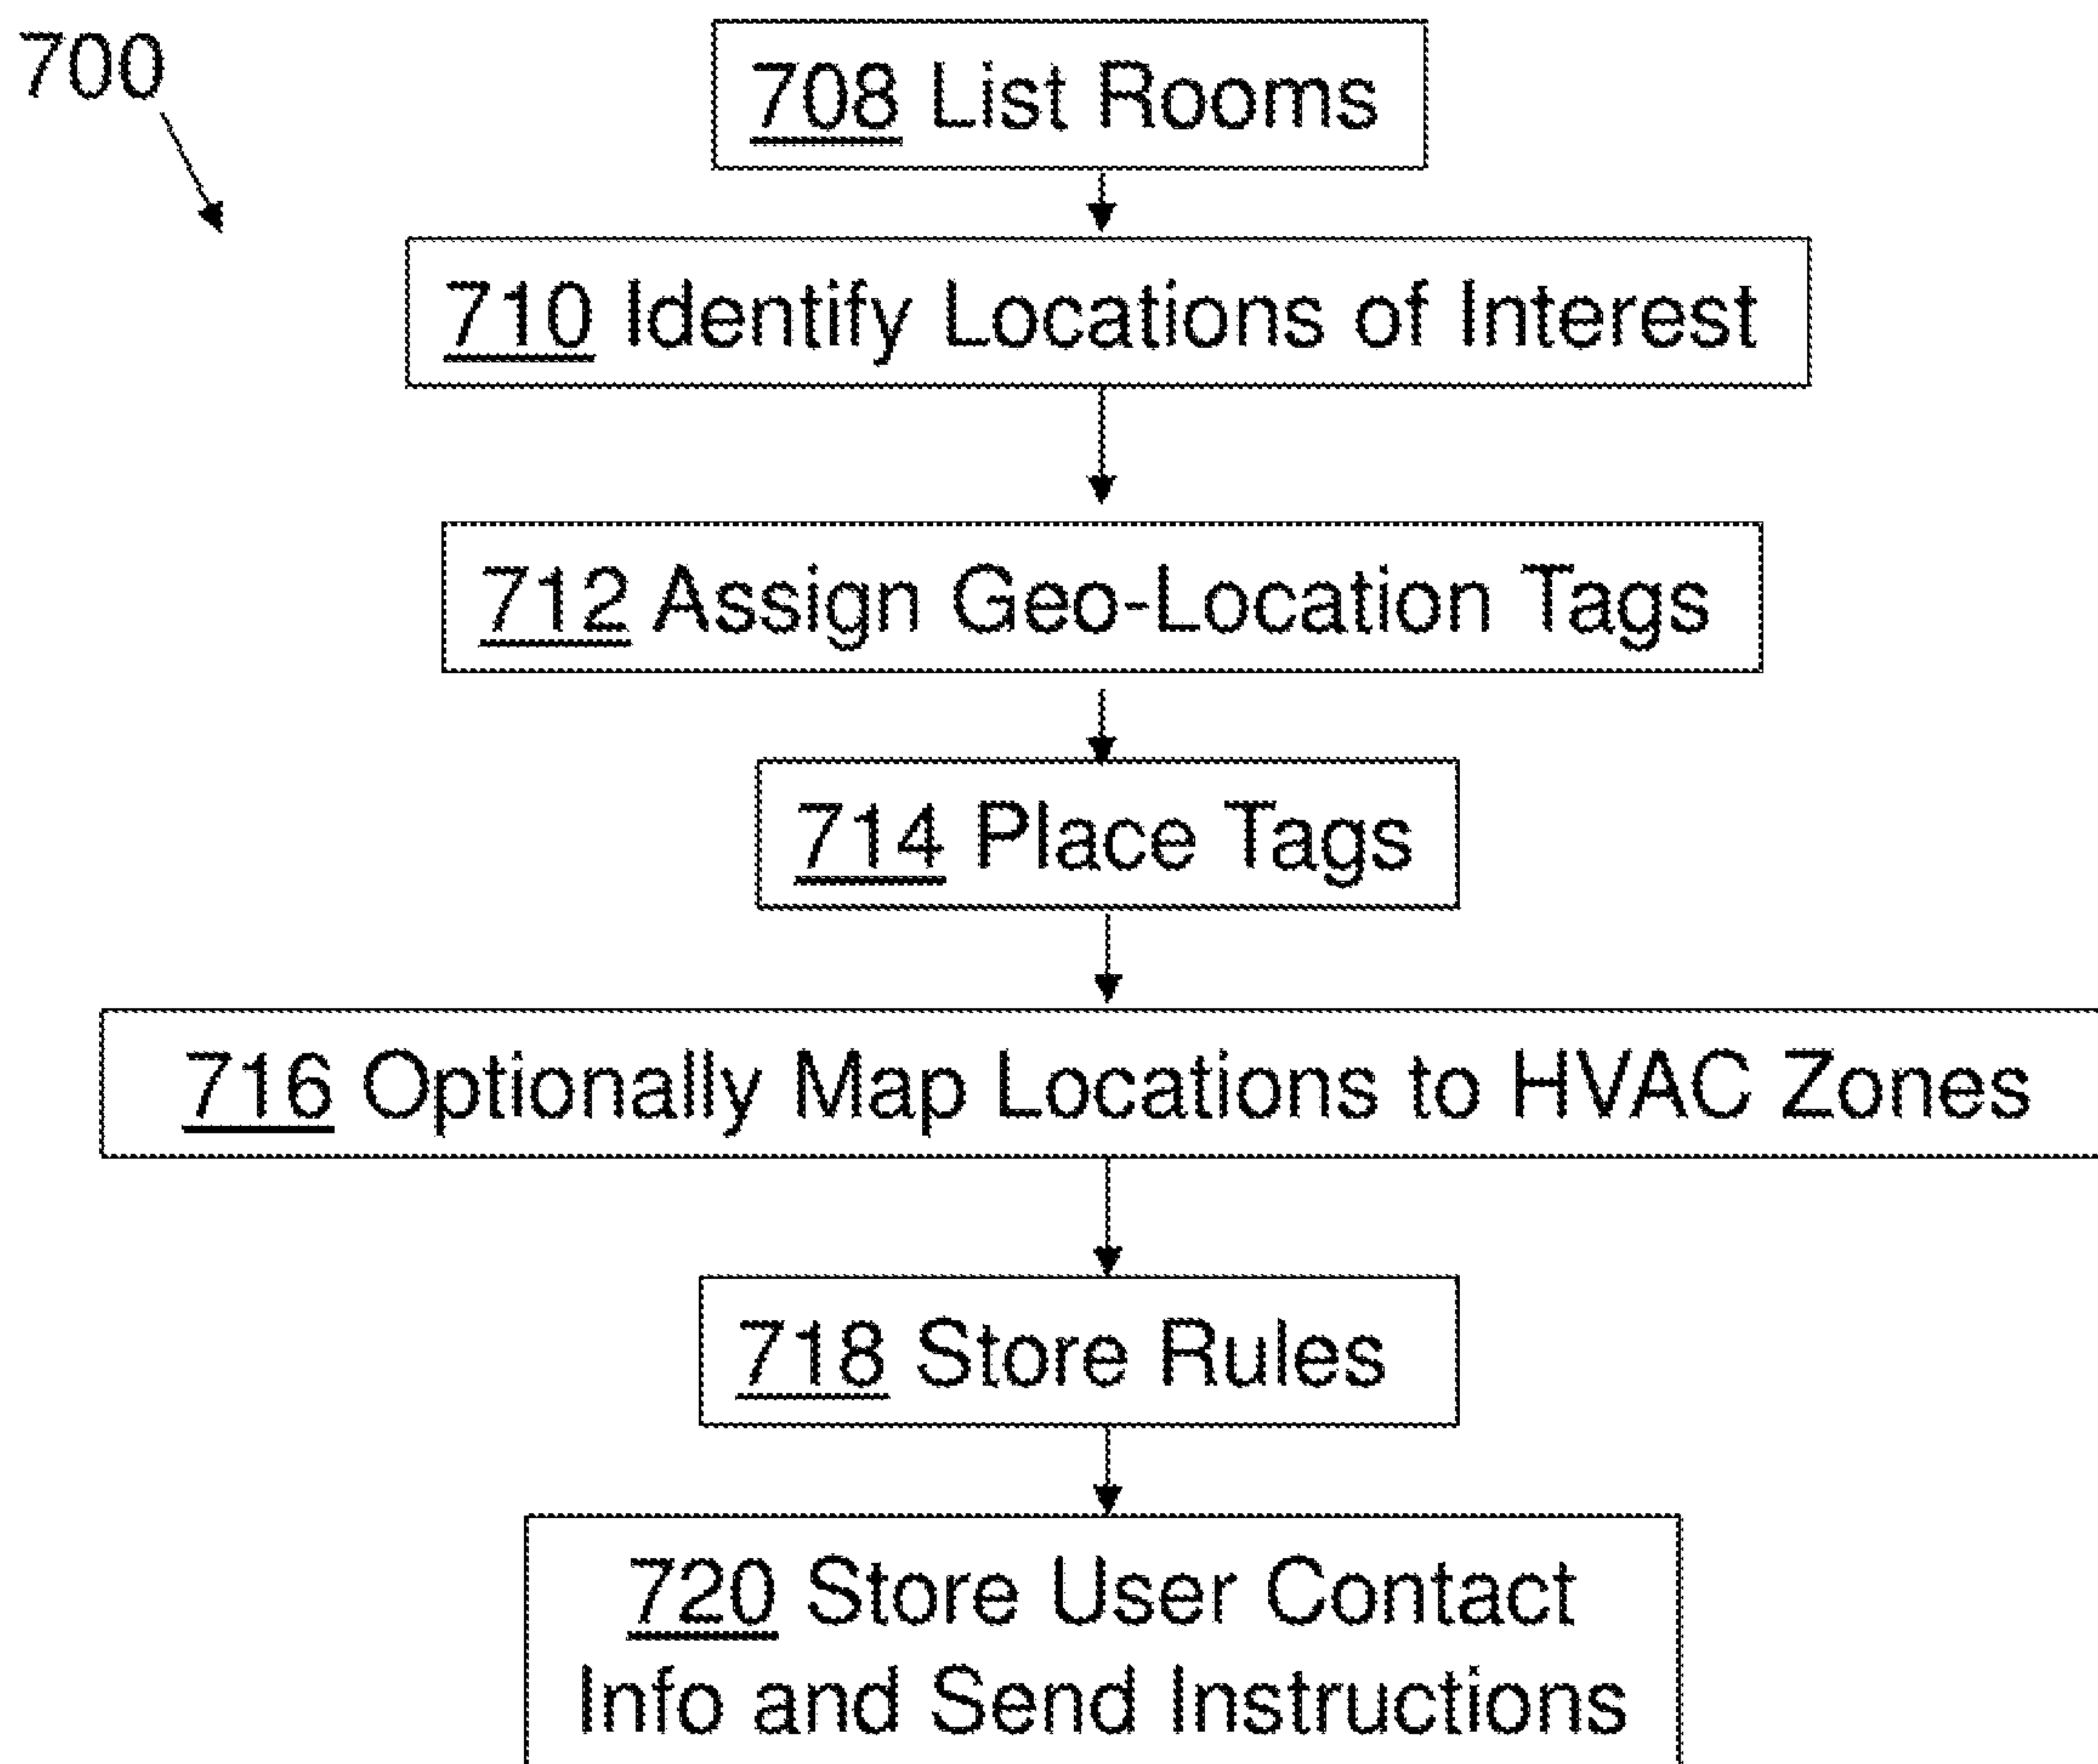 700
708 List Rooms
710 Identify Locations of Interest
712 Assign Geo-Location Tags
714 Place Tags
716 Optionally Map Locations to HVAC Zones
718 Store Rules
720 Store User Contact
Info and Send Instructions